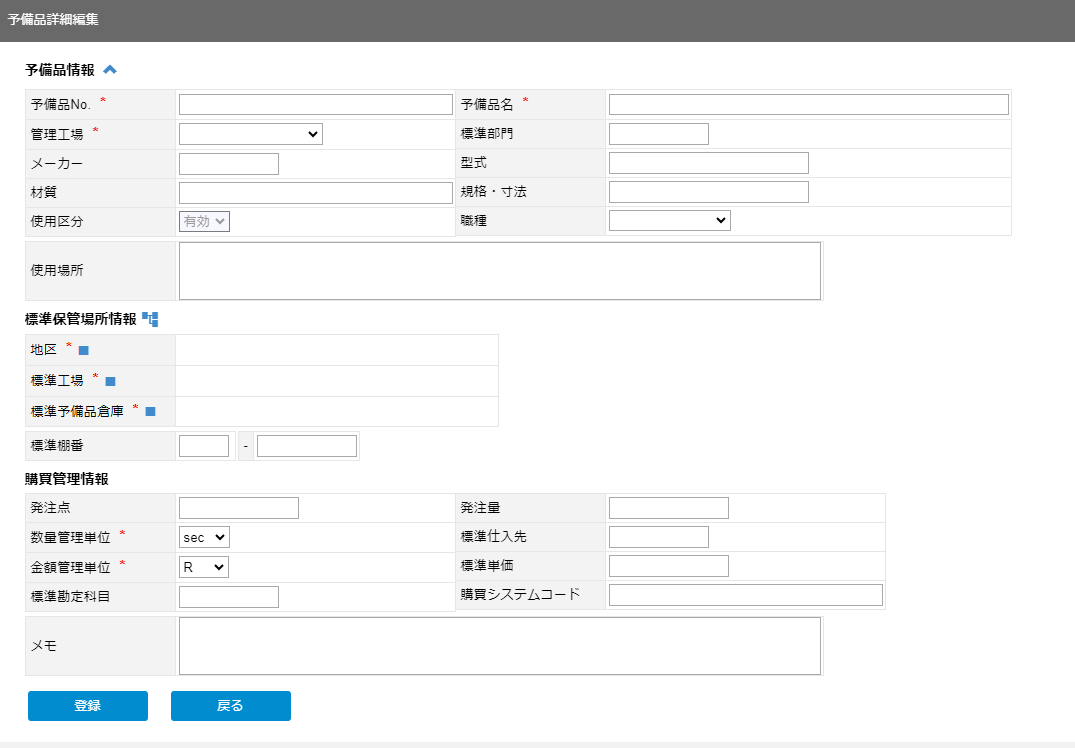 予備品詳細編集
予備品情報
予備品No. * 予備品名 *
管理工場 * 標準部門
メーカー 型式
材質 規格・寸法
使用区分 有効 職種
使用場所
標準保管場所情報
地区 *
標準工場 *
標準予備品倉庫 *
標準棚番 -
購買管理情報
発注点 発注量
数量管理単位 * sec 標準仕入先
金額管理単位 * R 標準単価
標準勘定科目 購買システムコード
メモ
登録 戻る